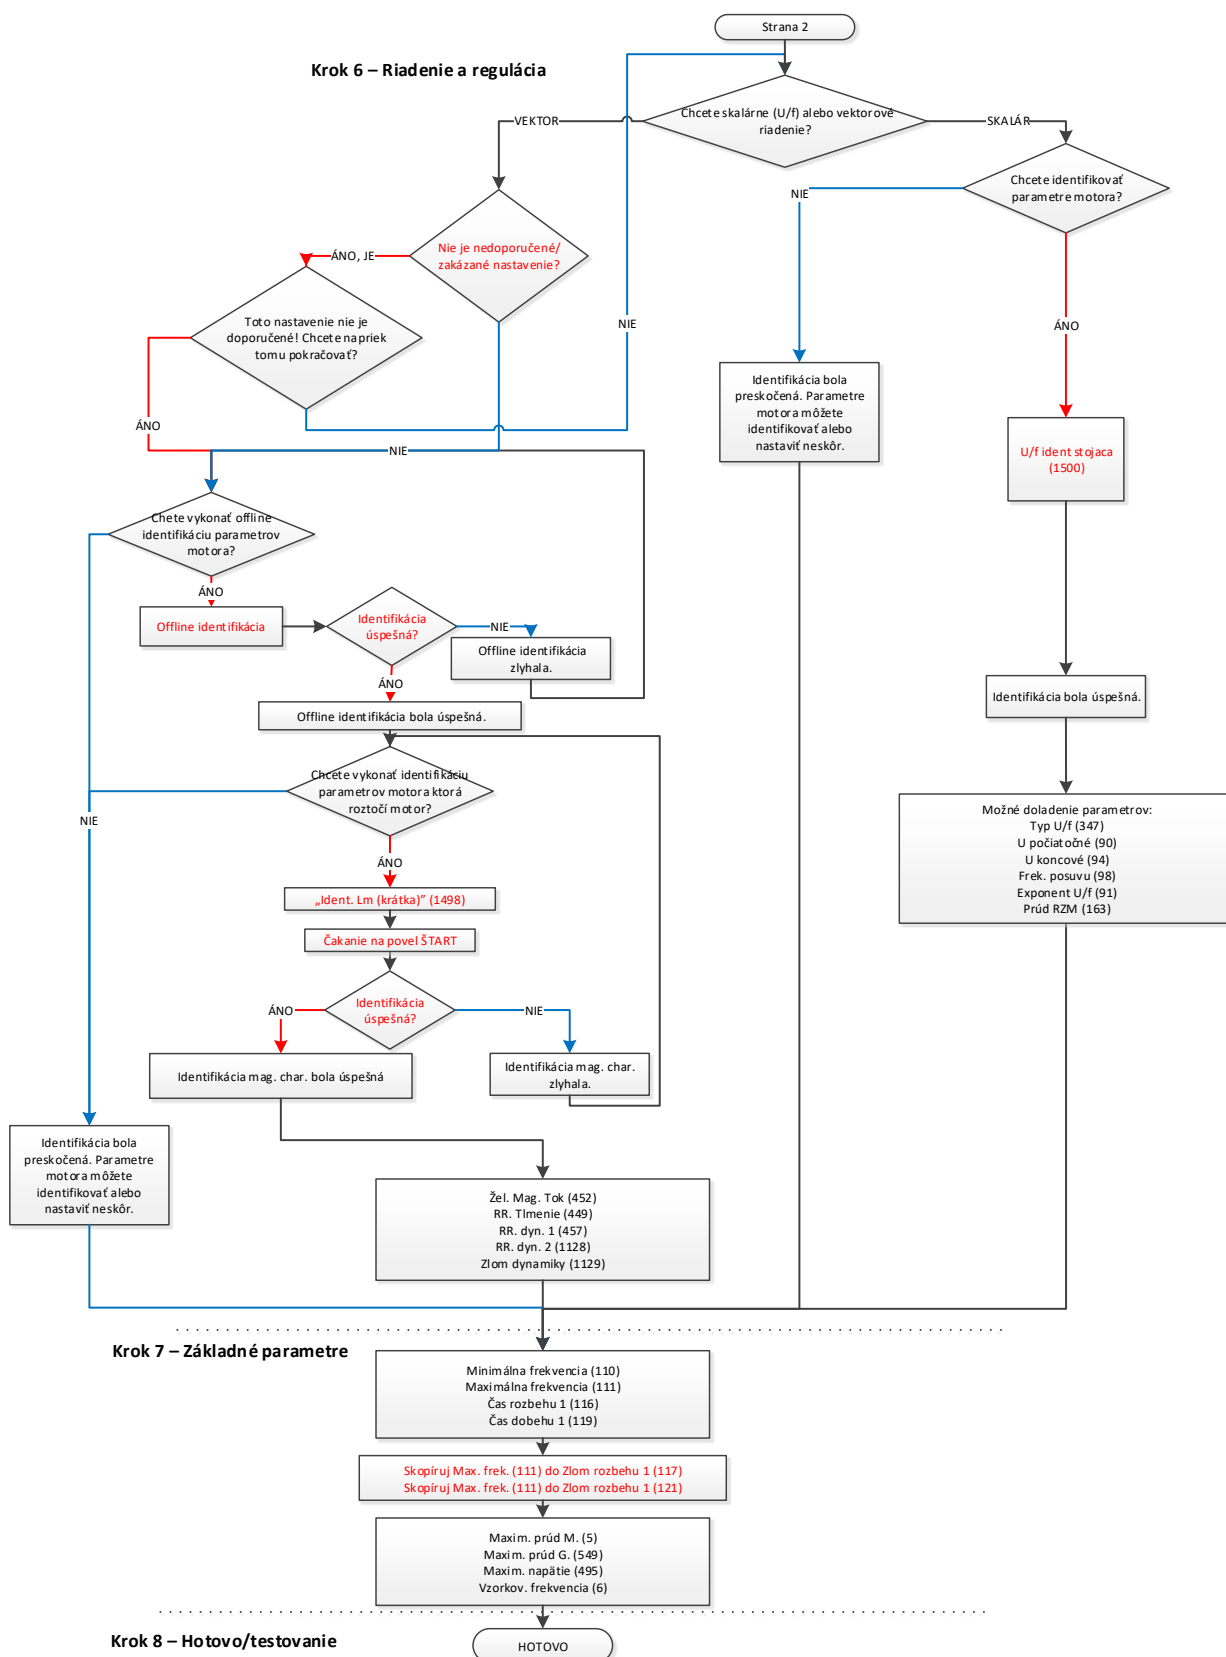 Strana 2
Krok 6 – Riadenie a regulácia
Chcete skalárne (U/f) alebo vektorové
riadenie?
VEKTOR
SKALÁR
Chcete identifikovať
parametre motora?
NIE
Nie je nedoporučené/
zakázané nastavenie?
ÁNO, JE
Toto nastavenie nie je
doporučené! Chcete napriek
tomu pokračovať?
NIE
ÁNO
Identifikácia bola
preskočená. Parametre
motora môžete
identifikovať alebo
nastaviť neskôr.
ÁNO
NIE
U/f ident stojaca
(1500)
Chete vykonať offline
identifikáciu parametrov
motora?
ÁNO
Offline identifikácia
Identifikácia
úspešná?
NIE
Offline identifikácia
zlyhala.
ÁNO
Identifikácia bola úspešná.
Offline identifikácia bola úspešná.
Chcete vykonať identifikáciu
parametrov motora ktorá
roztočí motor?
NIE
Možné doladenie parametrov:
Typ U/f (347)
U počiatočné (90)
U koncové (94)
Frek. posuvu (98)
Exponent U/f (91)
Prúd RZM (163)
ÁNO
„Ident. Lm (krátka)” (1498)
Čakanie na povel ŠTART
Identifikácia
úspešná?
ÁNO
NIE
Identifikácia mag. char. bola úspešná
Identifikácia mag. char.
zlyhala.
Identifikácia bola
preskočená. Parametre
motora môžete
identifikovať alebo
nastaviť neskôr.
Žel. Mag. Tok (452)
RR. Tlmenie (449)
RR. dyn. 1 (457)
RR. dyn. 2 (1128)
Zlom dynamiky (1129)
Krok 7 – Základné parametre
Minimálna frekvencia (110)
Maximálna frekvencia (111)
Čas rozbehu 1 (116)
Čas dobehu 1 (119)
Skopíruj Max. frek. (111) do Zlom rozbehu 1 (117)
Skopíruj Max. frek. (111) do Zlom rozbehu 1 (121)
Maxim. prúd M. (5)
Maxim. prúd G. (549)
Maxim. napätie (495)
Vzorkov. frekvencia (6)
Krok 8 – Hotovo/testovanie
HOTOVO